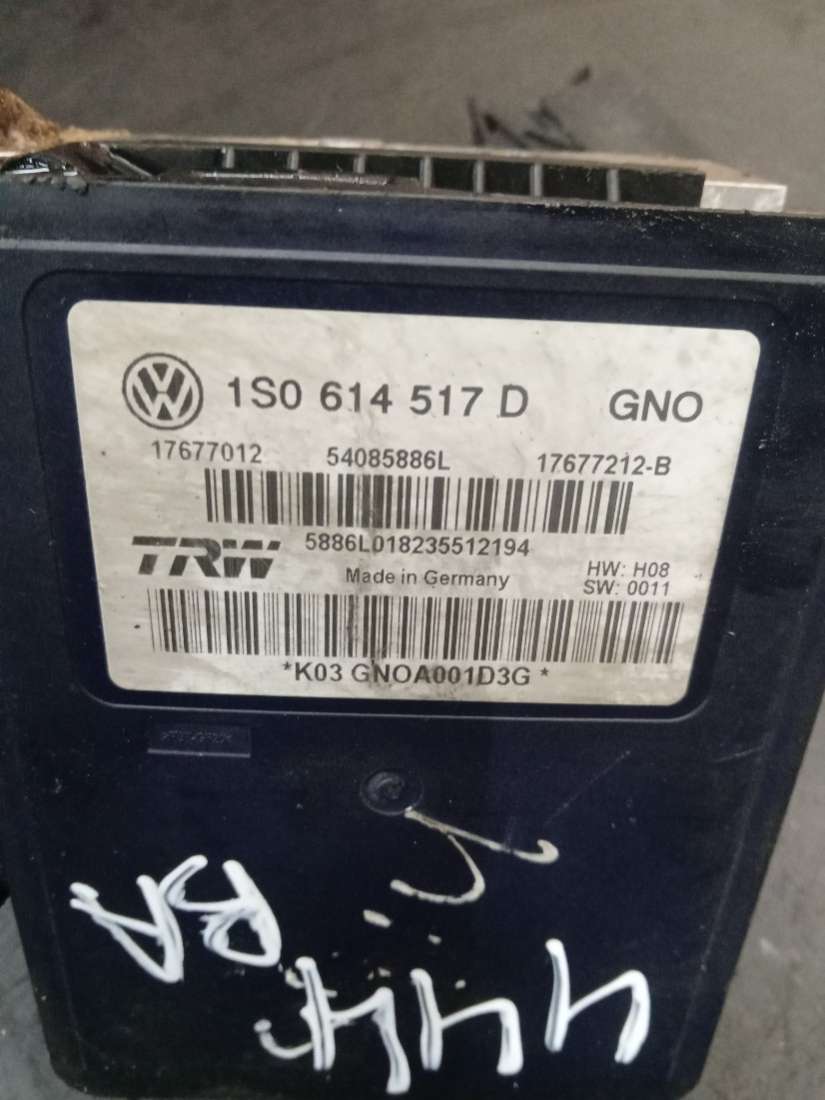 1S0 614 517 D GNO
17677012 54085886L 17677212-B
TRW 5886L018235512194
Made in Germany
HW: H08
SW: 0011
*K03 GNOA001D3G *